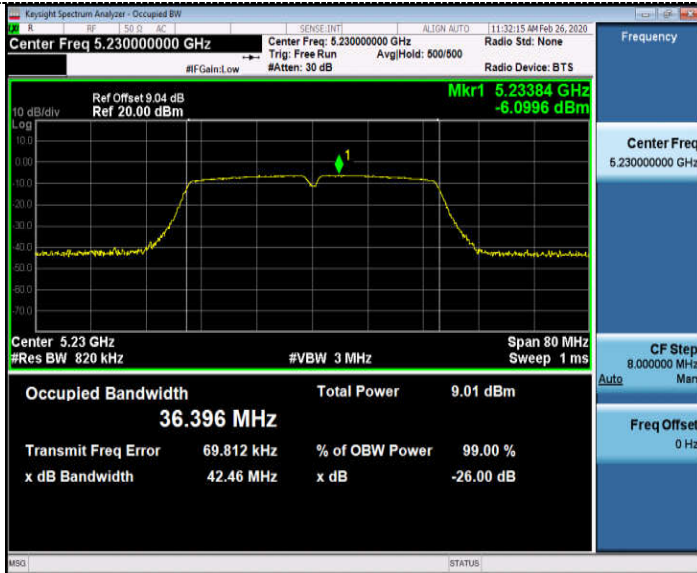 Keysight Spectrum Analyzer - Occupied BW
R RF 50 Ω AC SENSE:INT ALIGN AUTO 11:32:15 AM Feb 26, 2020
Center Freq 5.230000000 GHz
Center Freq: 5.230000000 GHz Radio Std: None
Trig: Free Run Avg|Hold: 500/500
#IFGain:Low #Atten: 30 dB Radio Device: BTS
Frequency
Mkr1 5.23384 GHz
-6.0996 dBm
Ref Offset 9.04 dB
10 dB/div Ref 20.00 dBm
Log
10.0
0.00
-10.0
-20.0
-30.0
-40.0
-50.0
-60.0
-70.0
1
Center 5.23 GHz Span 80 MHz
#Res BW 820 kHz #VBW 3 MHz Sweep 1 ms
Center Freq
5.230000000 GHz
CF Step
8.000000 MHz
Auto Man
Freq Offset
0 Hz
Occupied Bandwidth Total Power 9.01 dBm
36.396 MHz
Transmit Freq Error 69.812 kHz % of OBW Power 99.00 %
x dB Bandwidth 42.46 MHz x dB -26.00 dB
MSG STATUS